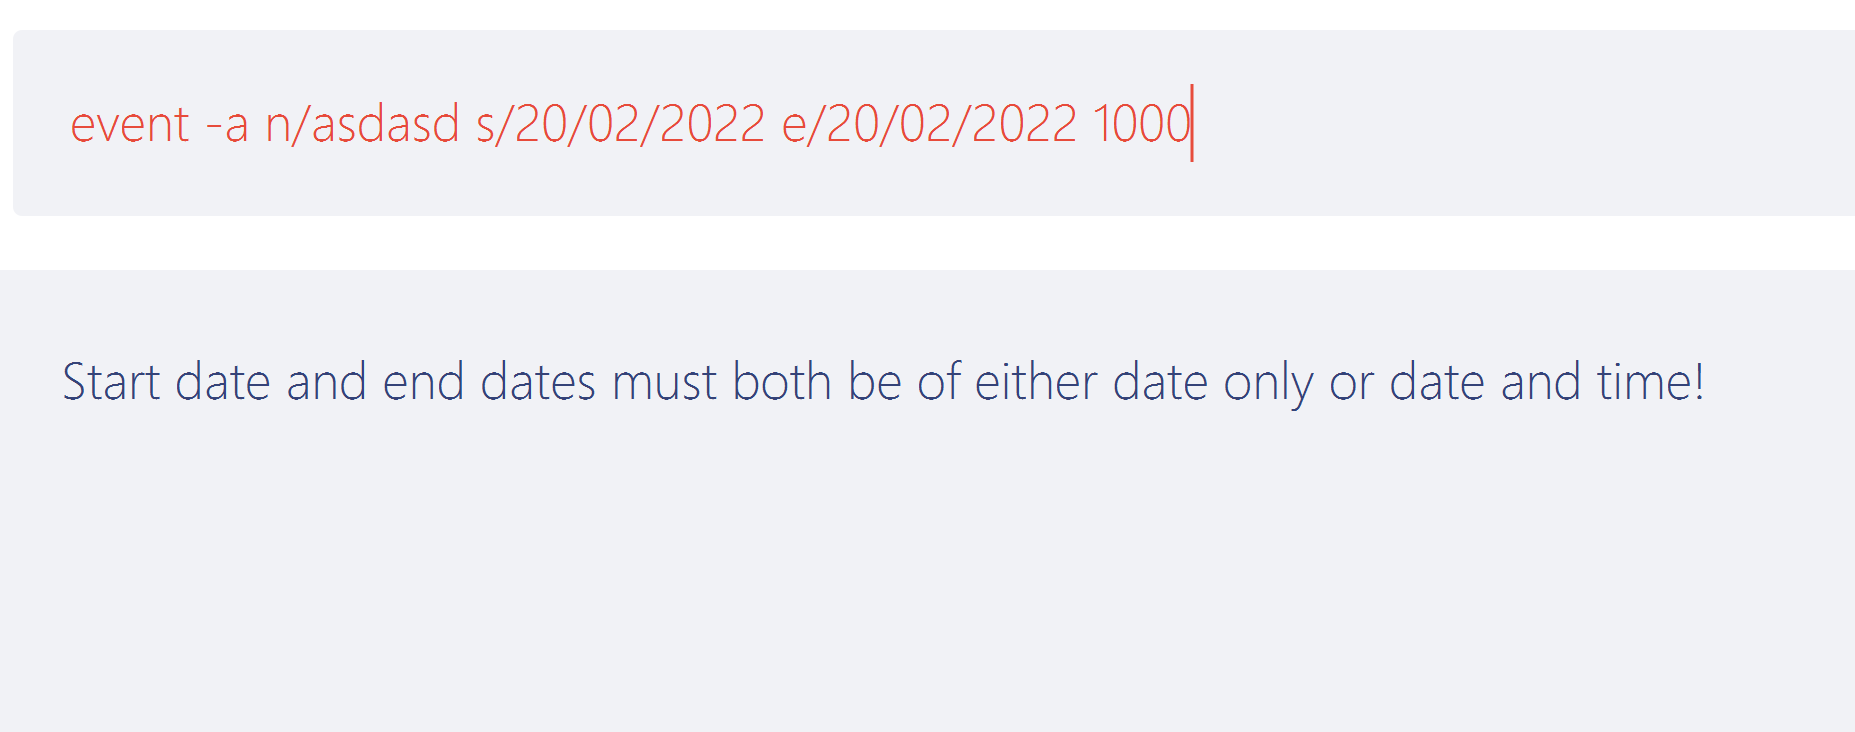 event -a n/asdasd s/20/02/2022 e/20/02/2022 1000
Start date and end dates must both be of either date only or date and time!